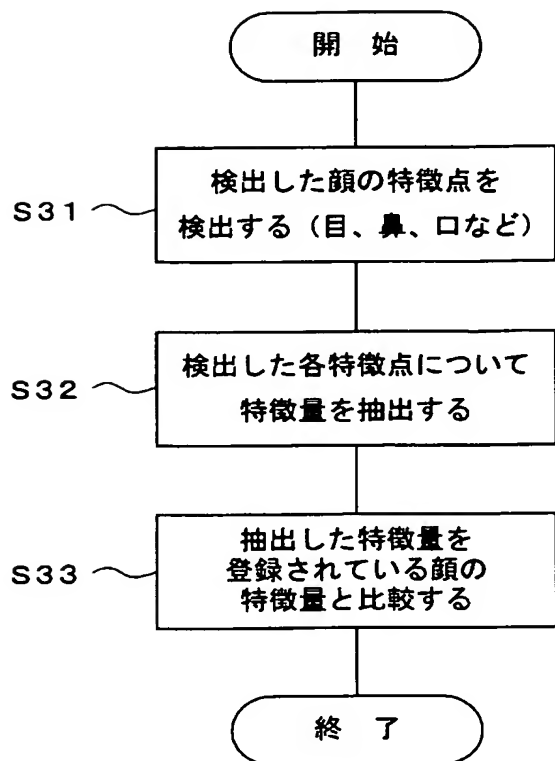 開 始
S31
検出した顔の特徴点を
検出する（目、鼻、口など）
S32
検出した各特徴点について
特徴量を抽出する
S33
抽出した特徴量を
登録されている顔の
特徴量と比較する
終 了